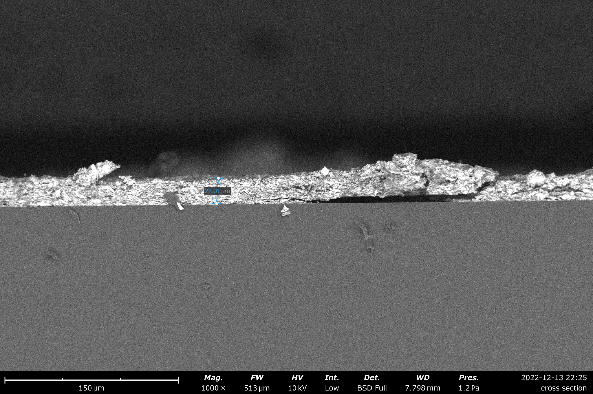 Mag. FW HV Int. Det. WD Pres. 2022-12-13 22:25
150 µm 1000 × 513 µm 10 kV Low BSD Full 7.798 mm 1.2 Pa cross section